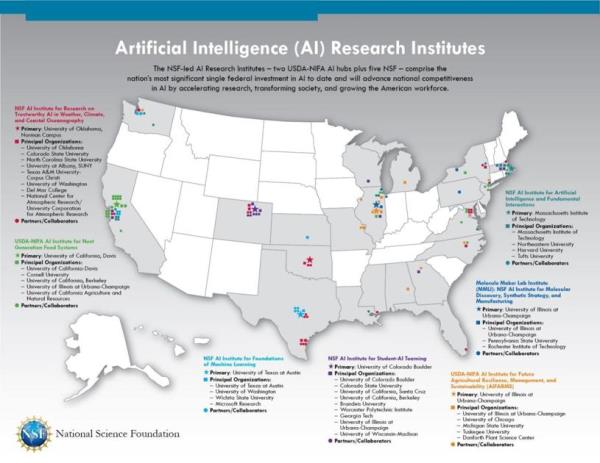 Artificial Intelligence (AI) Research Institutes
The NSF-led AI Research Institutes – two USDA-NIFA AI hubs plus five NSF – comprise the
nation's most significant single federal investment in AI to date and will advance national competitiveness
in AI by accelerating research, transforming society, and growing the American workforce.
NSF AI Institute for Research on
Trustworthy AI in Weather, Climate,
and Coastal Oceanography
Primary: University of Oklahoma,
Norman Campus
Principal Organizations:
– University of Oklahoma
– Colorado State University
– North Carolina State University
– University at Albany, SUNY
– Texas A&M University-
Corpus Christi
– University of Washington
– Del Mar College
– National Center for
Atmospheric Research/
University Corporation
for Atmospheric Research
Partners/Collaborators
USDA-NIFA AI Institute for Next
Generation Food Systems
Primary: University of California, Davis
Principal Organizations:
– University of California-Davis
– Cornell University
– University of California, Berkeley
– University of Illinois at Urbana-Champaign
– University of California Agriculture and
Natural Resources
Partners/Collaborators
NSF AI Institute for Foundations
of Machine Learning
Primary: University of Texas at Austin
Principal Organizations:
– University of Texas at Austin
– University of Washington
– Wichita State University
– Microsoft Research
Partners/Collaborators
NSF AI Institute for Student-AI Teaming
Primary: University of Colorado Boulder
Principal Organizations:
– University of Colorado Boulder
– Colorado State University
– University of California, Santa Cruz
– University of California, Berkeley
– Brandeis University
– Worcester Polytechnic Institute
– Georgia Tech
– University of Illinois at
Urbana-Champaign
– University of Wisconsin-Madison
Partners/Collaborators
NSF AI Institute for Artificial
Intelligence and Fundamental
Interactions
Primary: Massachusetts Institute
of Technology
Principal Organizations:
– Massachusetts Institute of
Technology
– Northeastern University
– Harvard University
– Tufts University
Partners/Collaborators
Molecule Maker Lab Institute
(MMLI): NSF AI Institute for Molecular
Discovery, Synthetic Strategy, and
Manufacturing
Primary: University of Illinois at
Urbana-Champaign
Principal Organizations:
– University of Illinois at
Urbana-Champaign
– Pennsylvania State University
– Rochester Institute of Technology
Partners/Collaborators
USDA-NIFA AI Institute for Future
Agricultural Resilience, Management, and
Sustainability (AIFARMS)
Primary: University of Illinois at
Urbana-Champaign
Principal Organizations:
– University of Illinois at Urbana-Champaign
– University of Chicago
– Michigan State University
– Tuskegee University
– Danforth Plant Science Center
Partners/Collaborators
NSF
National Science Foundation